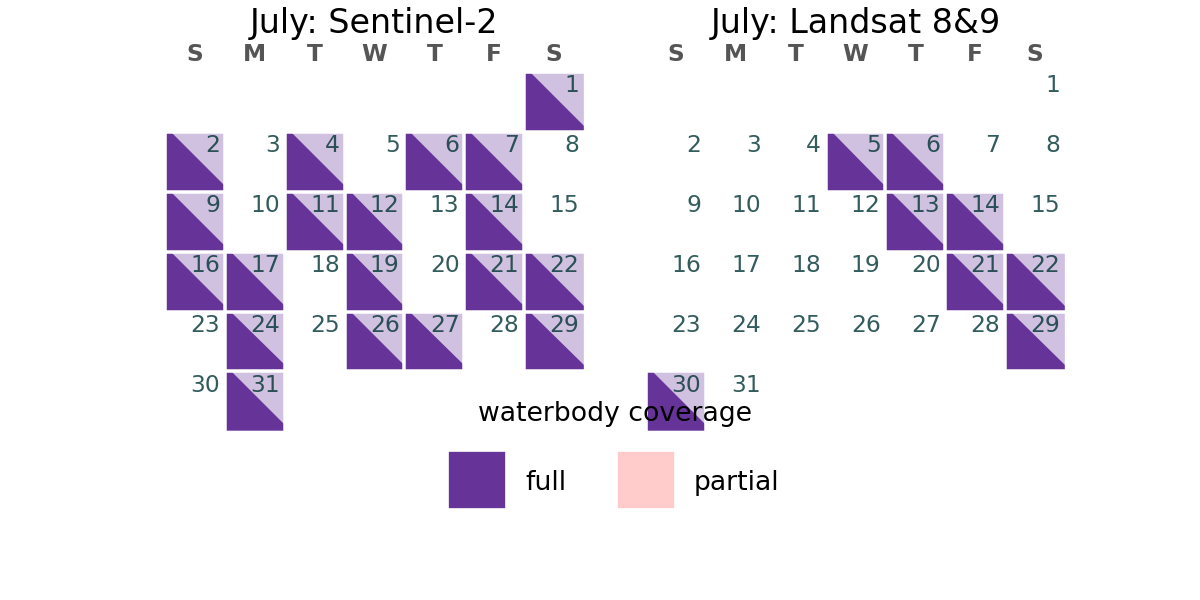 July: Sentinel-2
S M T W T F S
1
2 3 4 5 6 7 8
9 10 11 12 13 14 15
16 17 18 19 20 21 22
23 24 25 26 27 28 29
30 31
July: Landsat 8&9
S M T W T F S
1
2 3 4 5 6 7 8
9 10 11 12 13 14 15
16 17 18 19 20 21 22
23 24 25 26 27 28 29
30 31
waterbody coverage
full partial